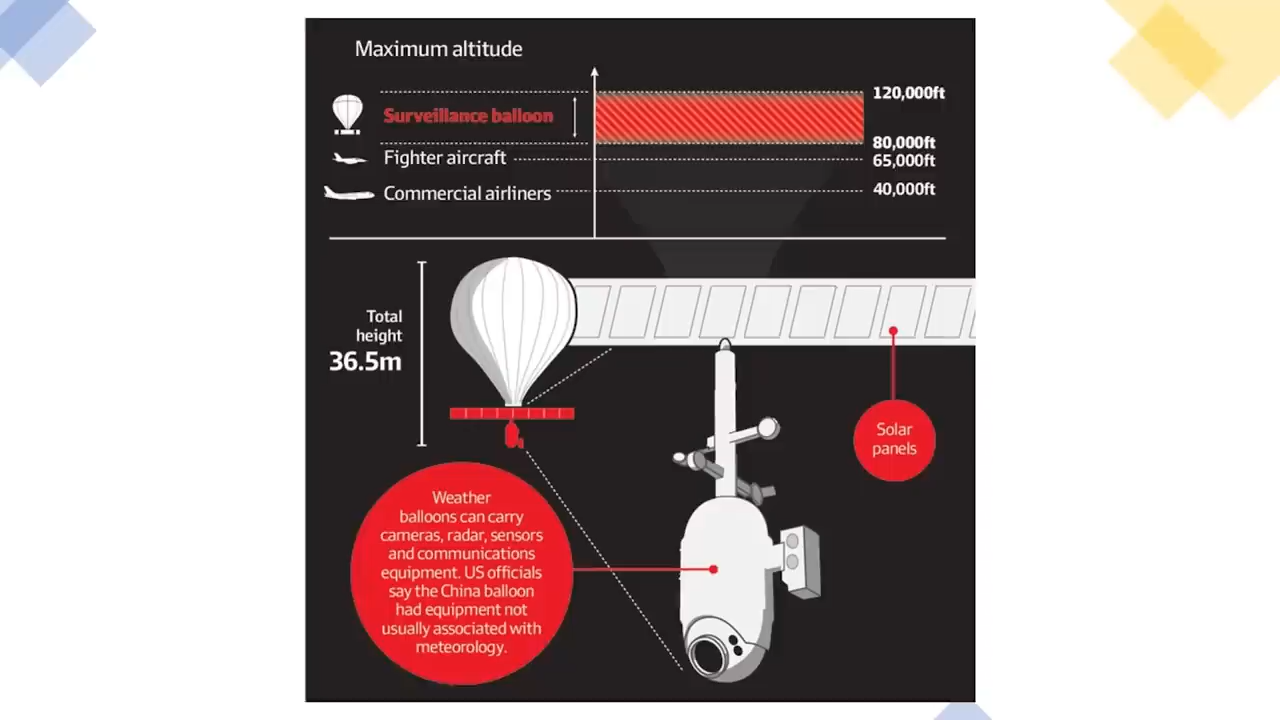 Maximum altitude
120,000ft
Surveillance balloon
80,000ft
Fighter aircraft
65,000ft
Commercial airliners
40,000ft
Total
height
36.5m
Solar
panels
Weather
balloons can carry
cameras, radar, sensors
and communications
equipment. US officials
say the China balloon
had equipment not
usually associated with
meteorology.